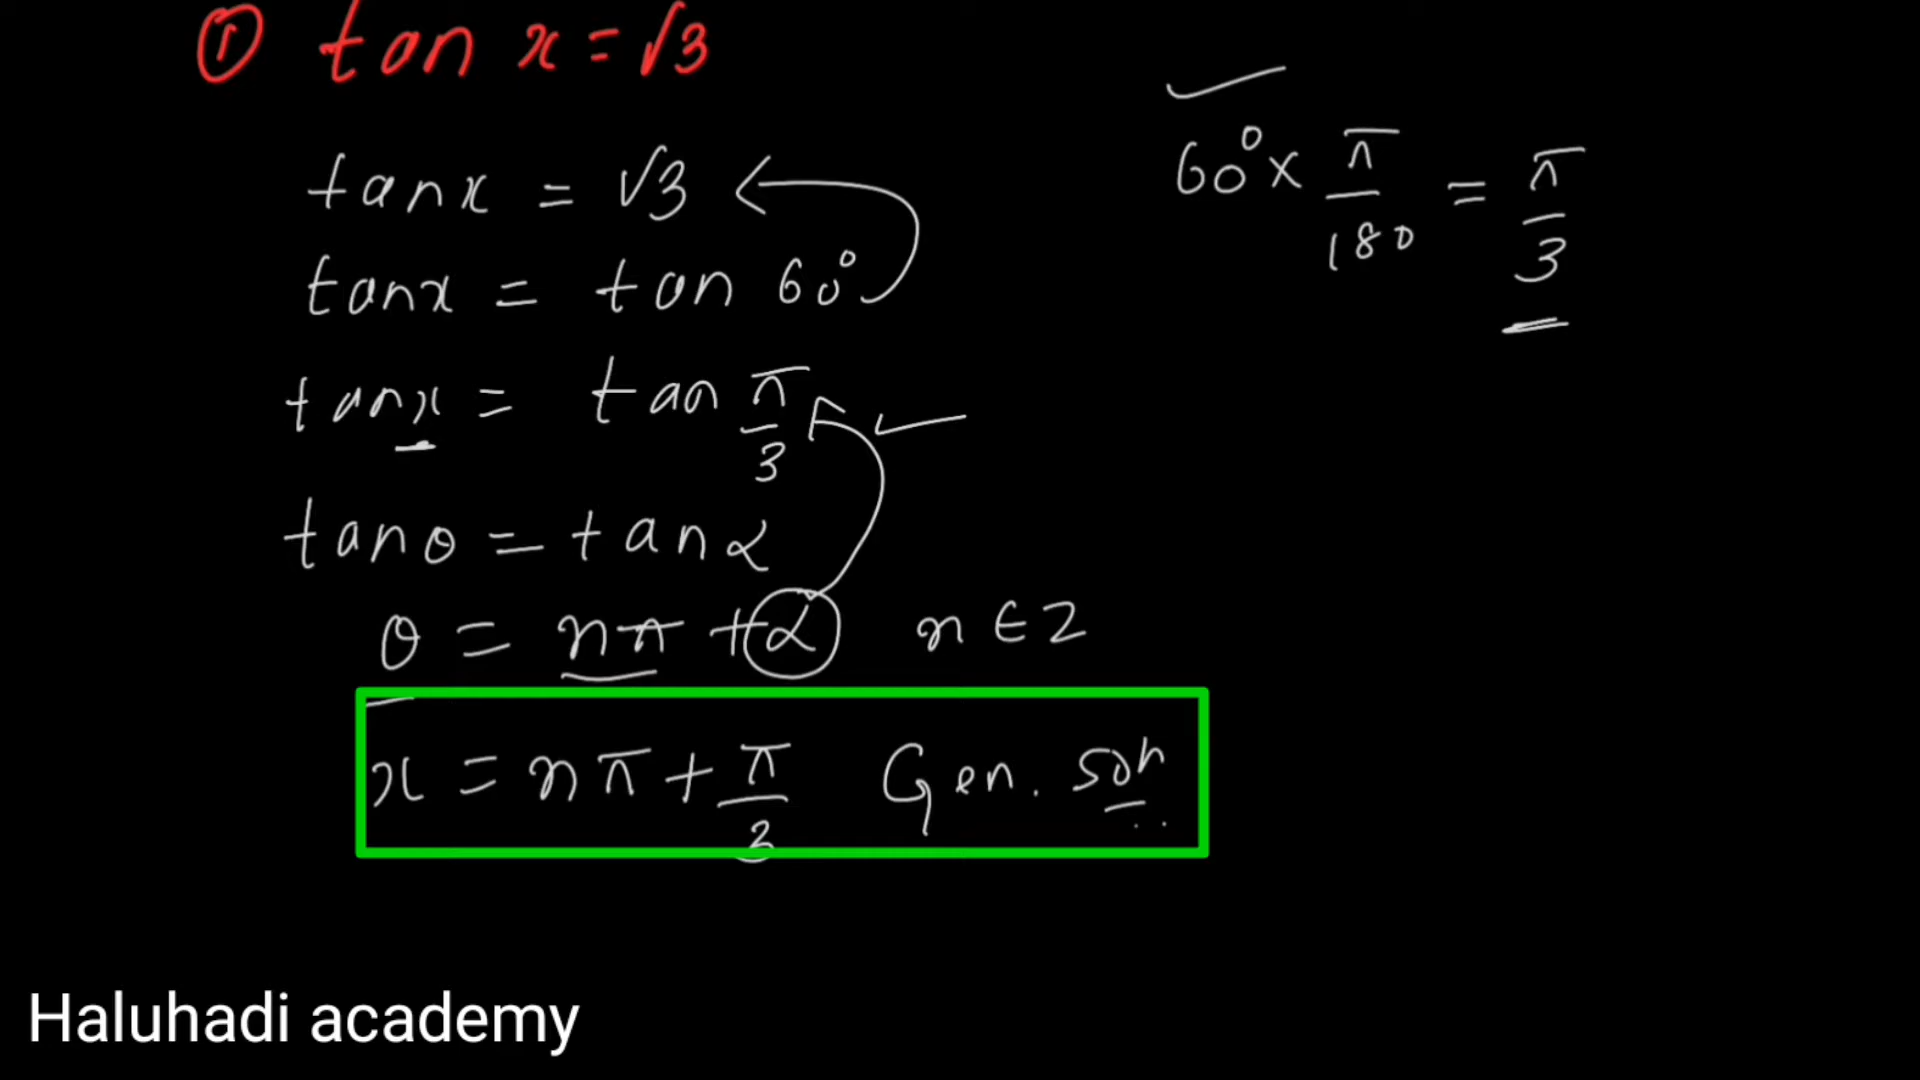 ① tan x = √3
tan x = √3
60° × π/180 = π/3
tan x = tan 60°
tan x = tan π/3
tan θ = tan α
θ = nπ + α n ∈ Z
x = nπ + π/3 Gen. son
Haluhadi academy